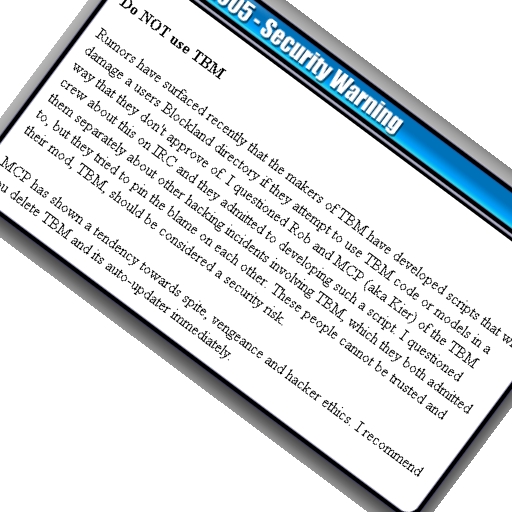 005 - Security Warning
Do NOT use TBM
Rumors have surfaced recently that the makers of TBM have developed scripts that
damage a users Blockland directory if they attempt to use TBM code or models in a
way that they don't approve of. I questioned Rob and MCP (aka Kier) of the TBM
crew about this on IRC and they admitted to developing such a script. I questioned
them separately about other hacking incidents involving TBM, which they both admitted
to, but they tried to pin the blame on each other. These people cannot be trusted and
their mod, TBM, should be considered a security risk.
MCP has shown a tendency towards spite, vengeance and hacker ethics. I recommend
delete TBM and its auto-updater immediately.